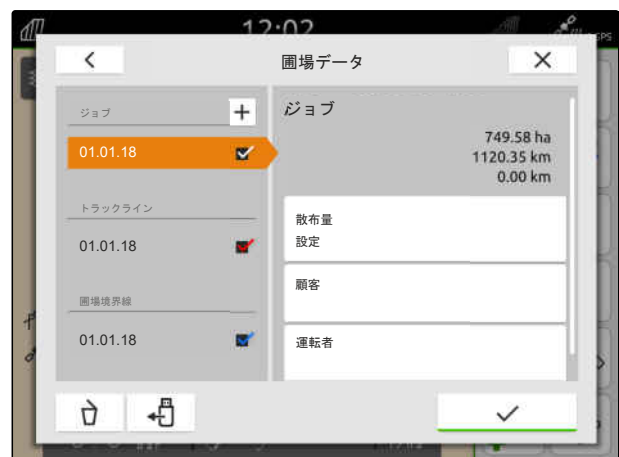 12:02
GPS
圃場データ
ジョブ
01.01.18
トラックライン
01.01.18
圃場境界線
01.01.18
ジョブ
749.58 ha
1120.35 km
0.00 km
散布量
設定
顧客
運転者